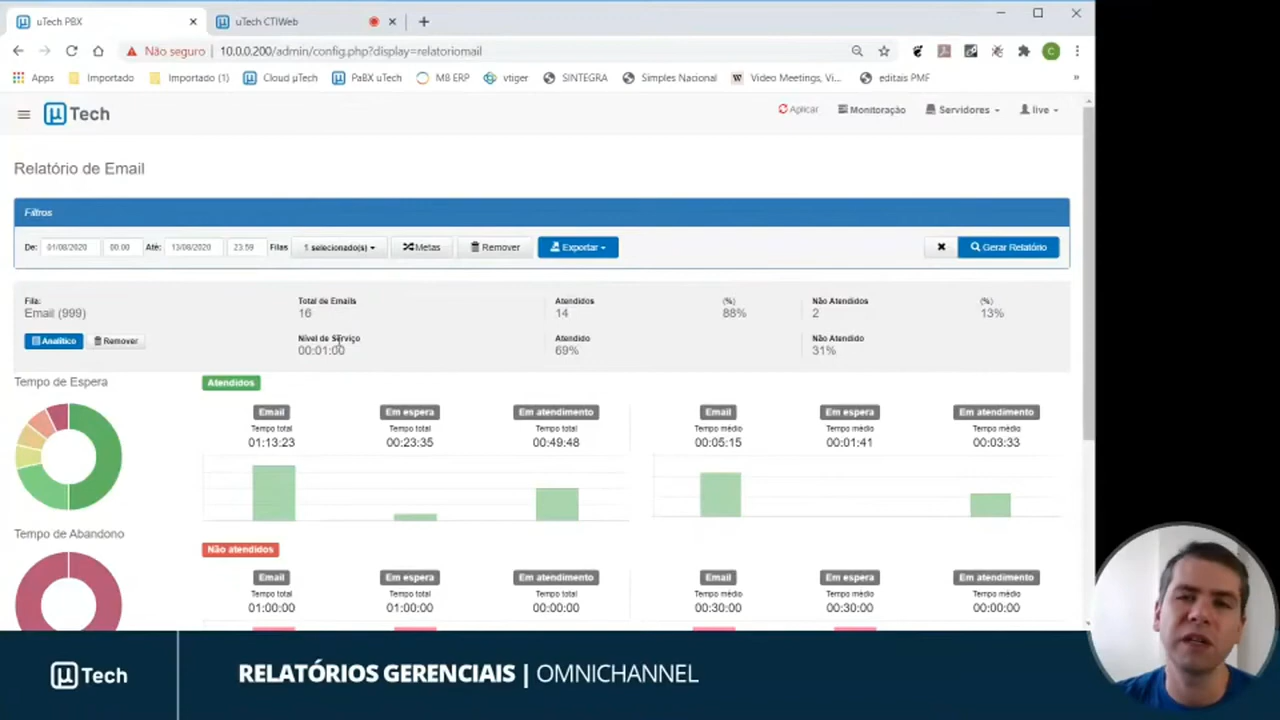 uTech PBX
uTech CTIWeb
Não seguro | 10.0.0.200/admin/config.php?display=relatoriomail
Apps
Importado
Importado (1)
Cloud µTech
PaBX uTech
M8 ERP
vtiger
SINTEGRA
Simples Nacional
Video Meetings, Vi...
editais PMF
»
µ Tech
Aplicar
Monitoração
Servidores
live
Relatório de Email
Filtros
De: 01/08/2020 00:00 Até: 13/08/2020 23:59 Filas 1 selecionado(s) Metas Remover Exportar Gerar Relatório
Fila:
Email (999)
Analítico
Remover
Total de Emails
16
Nível de Serviço
00:01:00
Atendidos
14
(%)
88%
Atendido
69%
Não Atendidos
2
(%)
13%
Não Atendido
31%
Tempo de Espera
Atendidos
Email Em espera Em atendimento Email Em espera Em atendimento
Tempo total Tempo total Tempo total Tempo médio Tempo médio Tempo médio
01:13:23 00:23:35 00:49:48 00:05:15 00:01:41 00:03:33
Tempo de Abandono
Não atendidos
Email Em espera Em atendimento Email Em espera Em atendimento
Tempo total Tempo total Tempo total Tempo médio Tempo médio Tempo médio
01:00:00 01:00:00 00:00:00 00:30:00 00:30:00 00:00:00
µ Tech
RELATÓRIOS GERENCIAIS | OMNICHANNEL